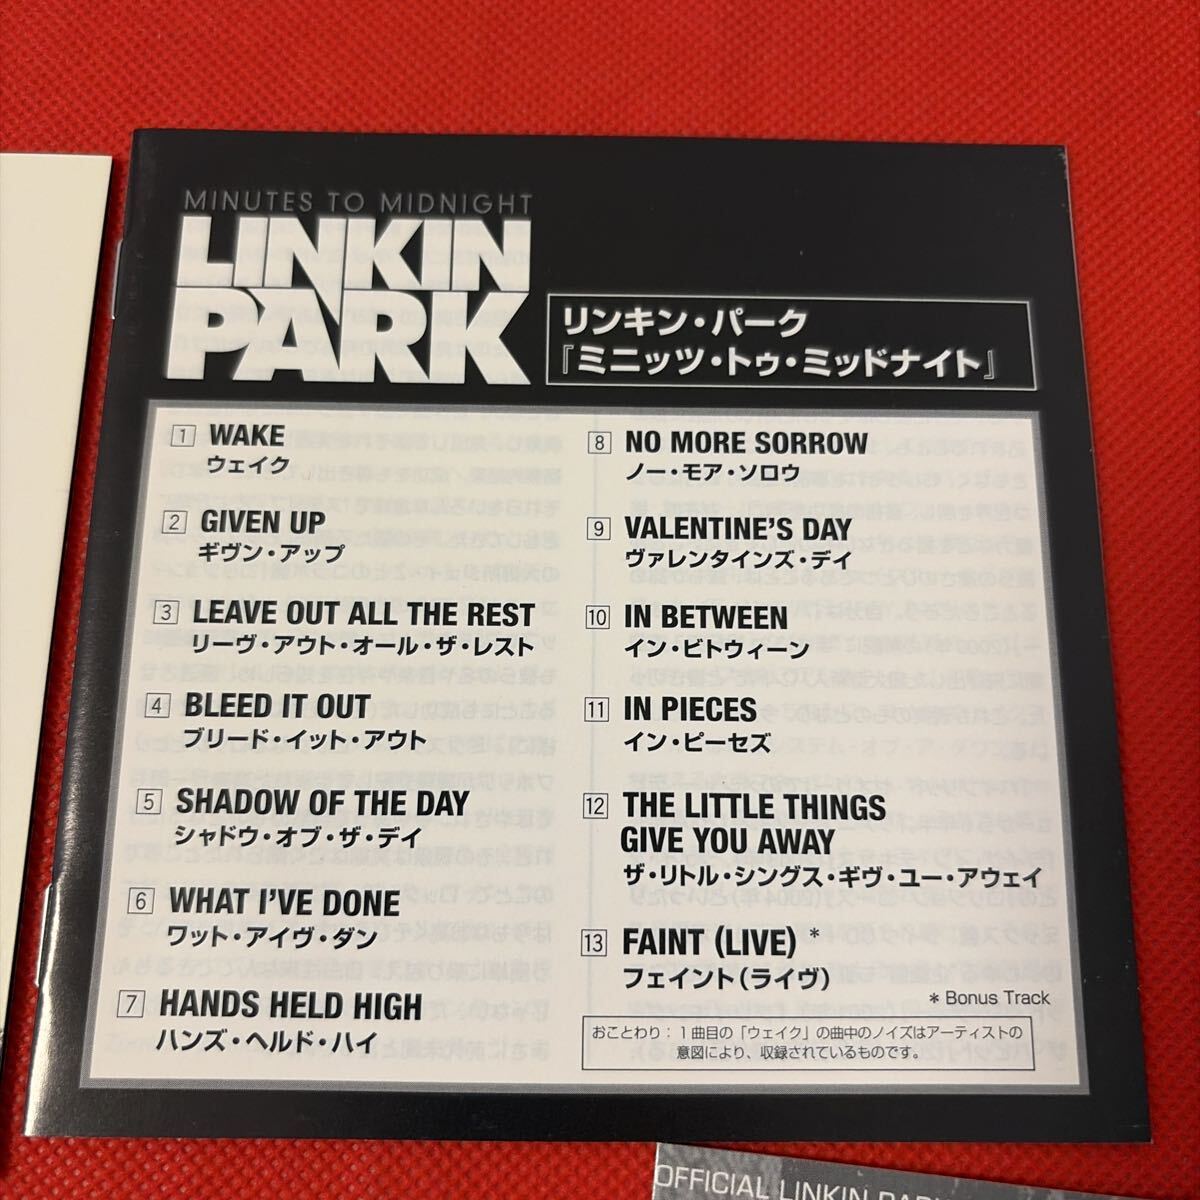 MINUTES TO MIDNIGHT
LINKIN
PARK
リンキン・パーク
『ミニッツ・トゥ・ミッドナイト』
1 WAKE
ウェイク
2 GIVEN UP
ギヴン・アップ
3 LEAVE OUT ALL THE REST
リーヴ・アウト・オール・ザ・レスト
4 BLEED IT OUT
ブリード・イット・アウト
5 SHADOW OF THE DAY
シャドウ・オブ・ザ・デイ
6 WHAT I'VE DONE
ワット・アイヴ・ダン
7 HANDS HELD HIGH
ハンズ・ヘルド・ハイ
8 NO MORE SORROW
ノー・モア・ソロウ
9 VALENTINE'S DAY
ヴァレンタインズ・デイ
10 IN BETWEEN
イン・ビトウィーン
11 IN PIECES
イン・ピーセズ
12 THE LITTLE THINGS
GIVE YOU AWAY
ザ・リトル・シングス・ギヴ・ユー・アウェイ
13 FAINT (LIVE) *
フェイント(ライヴ)
* Bonus Track
おことわり：1曲目の「ウェイク」の曲中のノイズはアーティストの
意図により、収録されているものです。
OFFICIAL LINKIN PARK